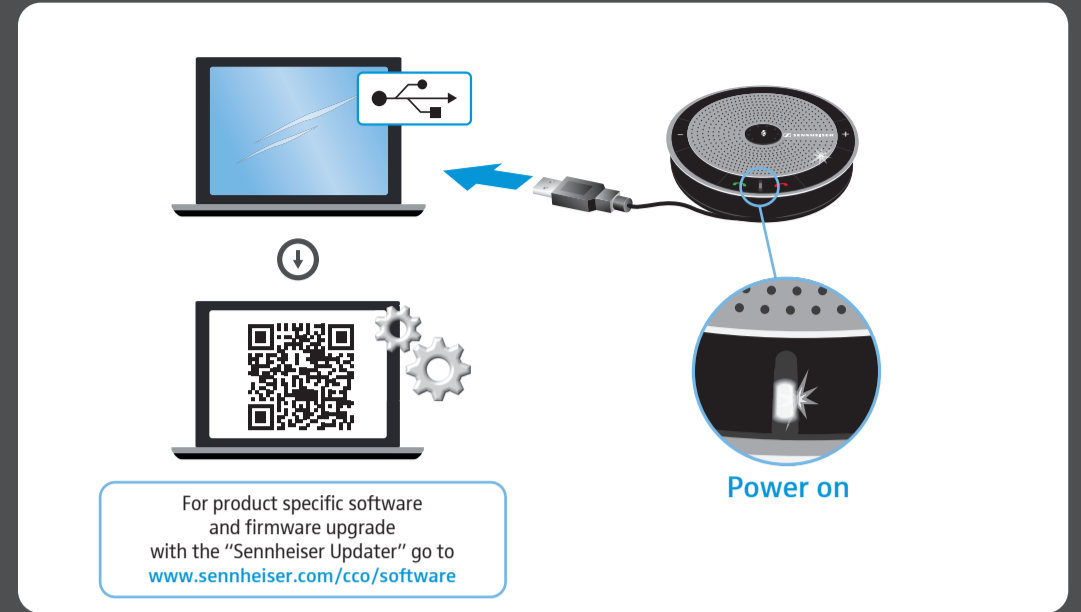 SENNHEISER
Power on
For product specific software
and firmware upgrade
with the “Sennheiser Updater” go to
www.sennheiser.com/cco/software